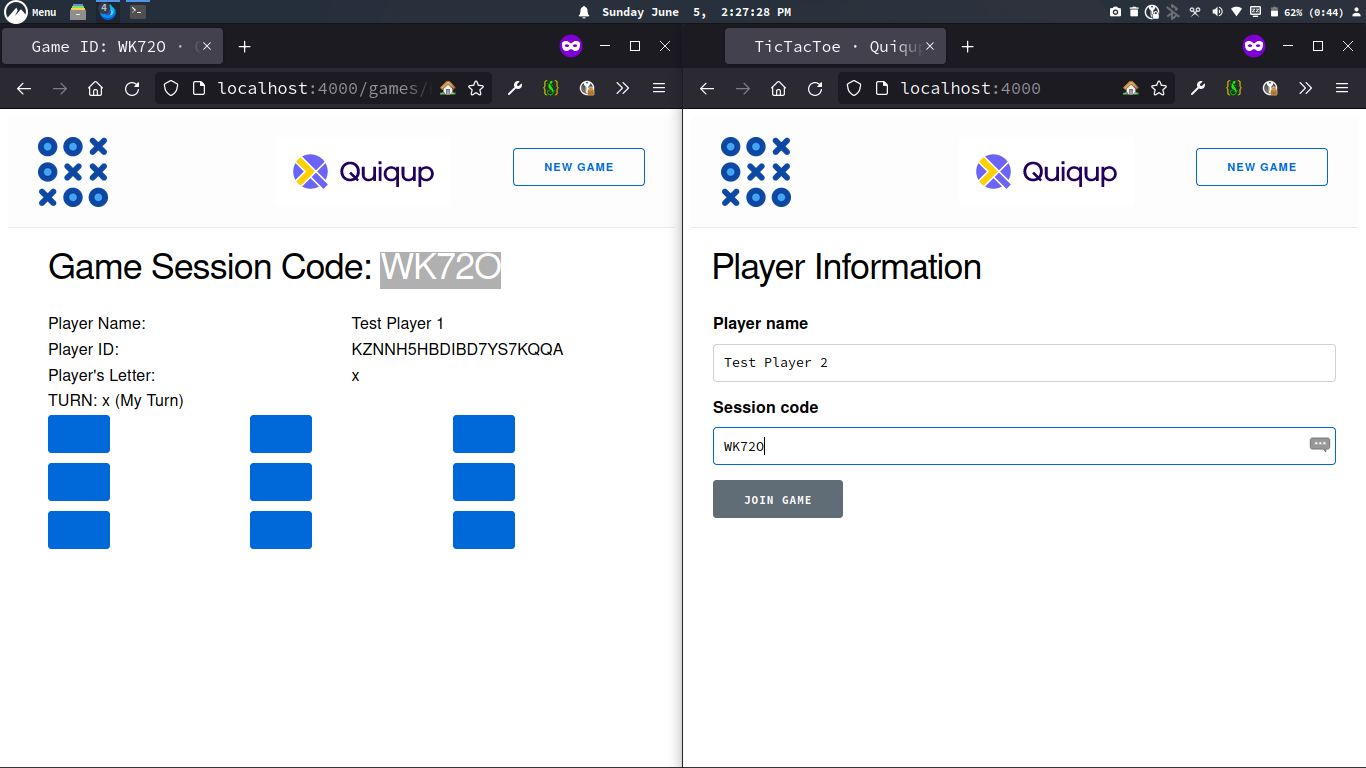 Menu
4
Sunday June 5, 2:27:28 PM
62% (0:44)
Game ID: WK72O ·
TicTacToe · Quiqup
localhost:4000/games/
localhost:4000
Quiqup
NEW GAME
Game Session Code: WK72O
Player Name: Test Player 1
Player ID: KZNNH5HBDIBD7YS7KQQA
Player's Letter: x
TURN: x (My Turn)
Quiqup
NEW GAME
Player Information
Player name
Test Player 2
Session code
WK72O
JOIN GAME